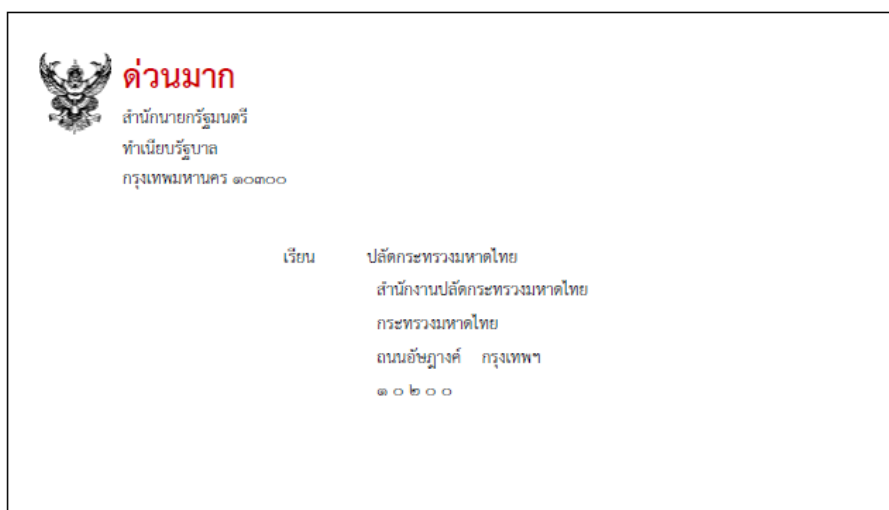 ด่วนมาก
สำนักนายกรัฐมนตรี
ทำเนียบรัฐบาล
กรุงเทพมหานคร ๑๐๓๐๐
เรียน ปลัดกระทรวงมหาดไทย
สำนักงานปลัดกระทรวงมหาดไทย
กระทรวงมหาดไทย
ถนนอัษฎางค์ กรุงเทพฯ
๑ ๐ ๒ ๐ ๐